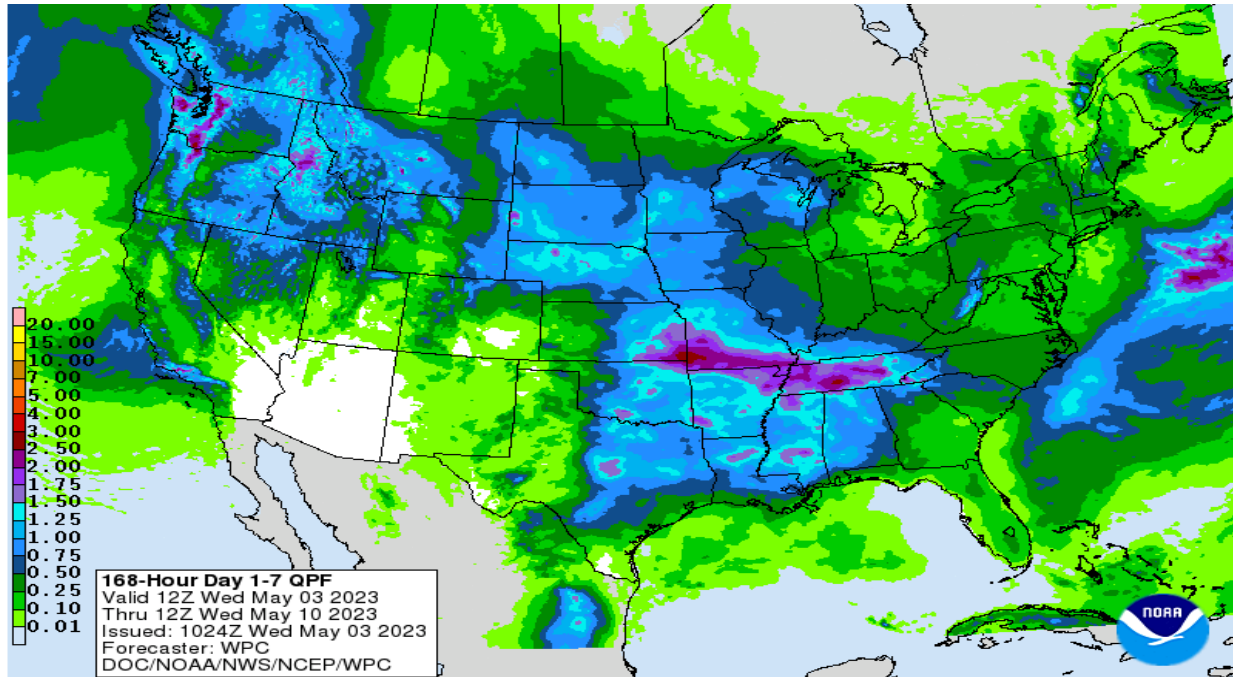 20.00
15.00
10.00
7.00
5.00
4.00
3.00
2.50
2.00
1.75
1.50
1.25
1.00
0.75
0.50
0.25
0.10
0.01
168-Hour Day 1-7 QPF
Valid 12Z Wed May 03 2023
Thru 12Z Wed May 10 2023
Issued: 1024Z Wed May 03 2023
Forecaster: WPC
DOC/NOAA/NWS/NCEP/WPC
NOAA